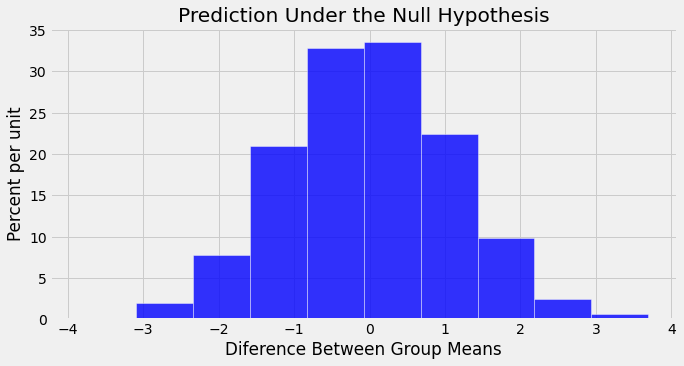 Prediction Under the Null Hypothesis
Percent per unit
35
30
25
20
15
10
5
0
−4 −3 −2 −1 0 1 2 3 4
Diference Between Group Means